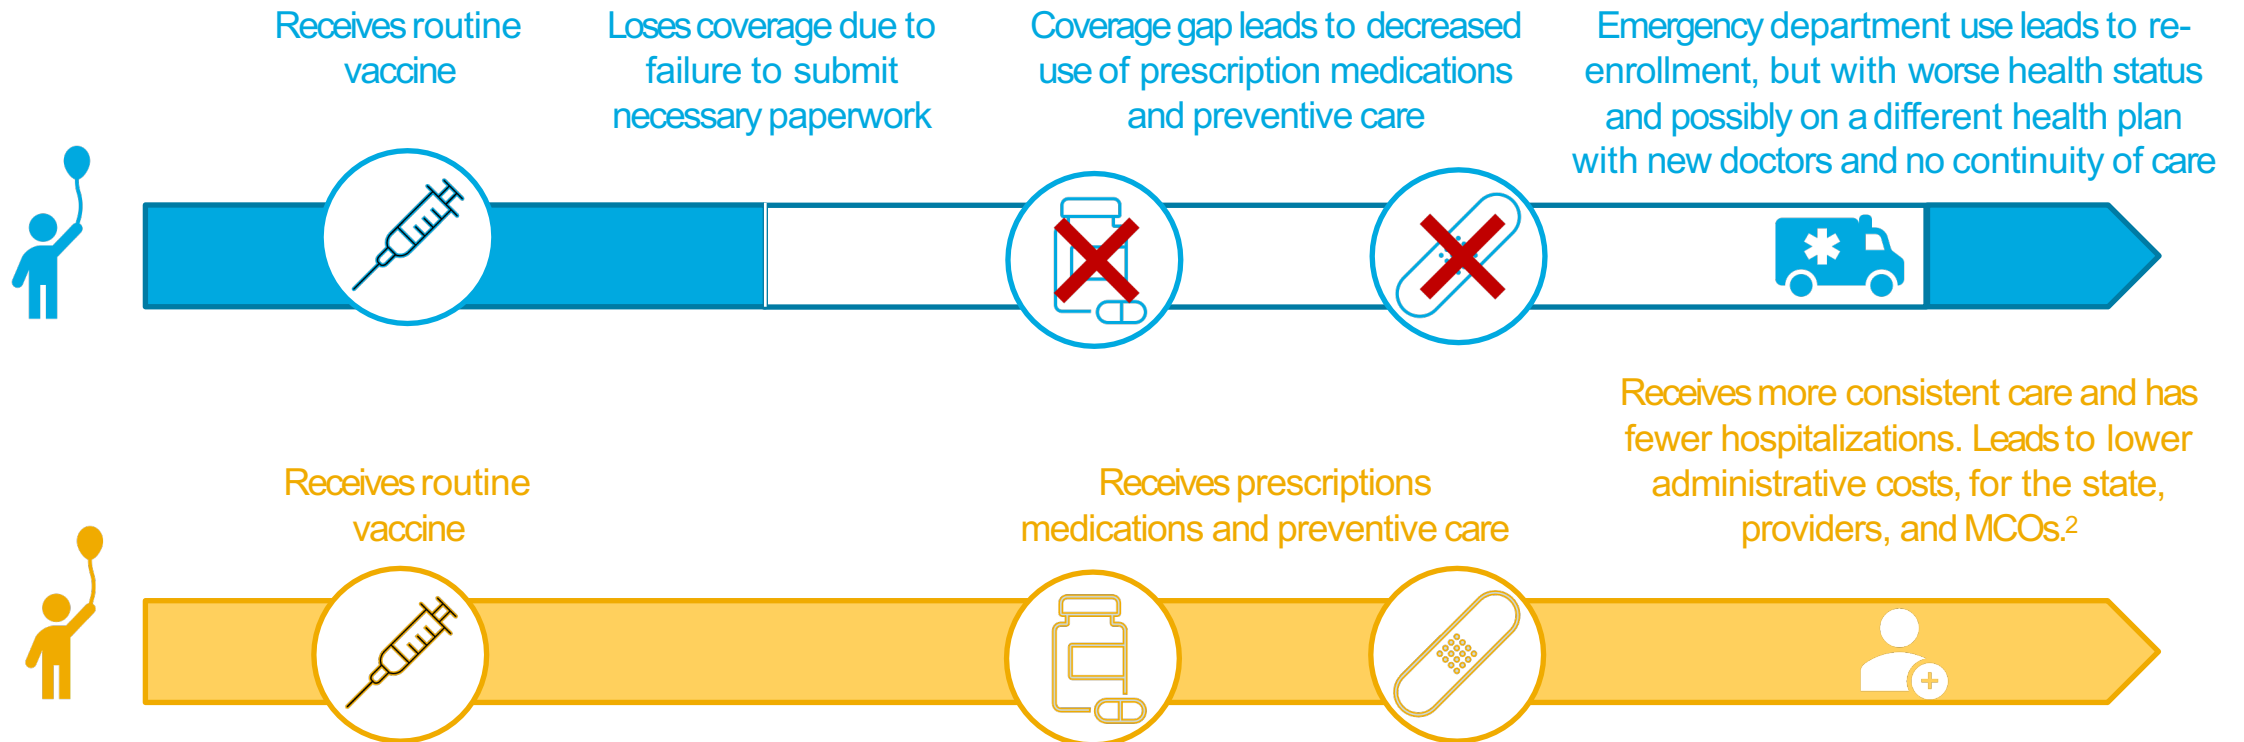 Receives routine
vaccine
Loses coverage due to
failure to submit
necessary paperwork
Coverage gap leads to decreased
use of prescription medications
and preventive care
Emergency department use leads to re-
enrollment, but with worse health status
and possibly on a different health plan
with new doctors and no continuity of care
Receives routine
vaccine
Receives prescriptions
medications and preventive care
Receives more consistent care and has
fewer hospitalizations. Leads to lower
administrative costs, for the state,
providers, and MCOs.2